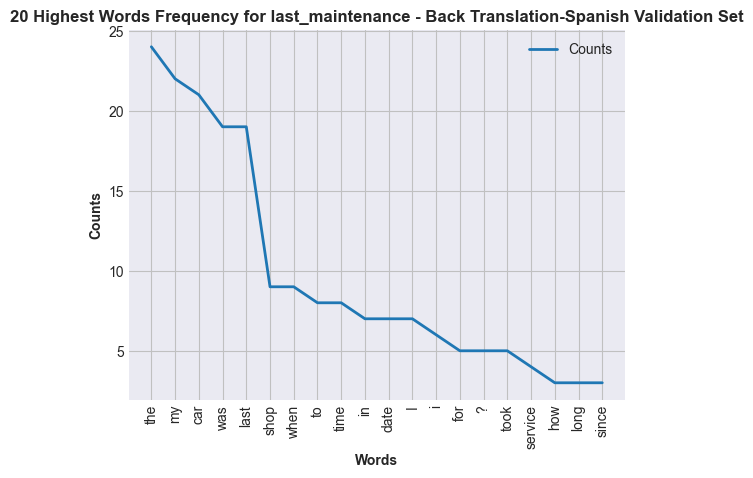 20 Highest Words Frequency for last_maintenance - Back Translation-Spanish Validation Set
Counts
25
20
15
10
5
Counts
the
my
car
was
last
shop
when
to
time
in
date
I
i
for
?
took
service
how
long
since
Words